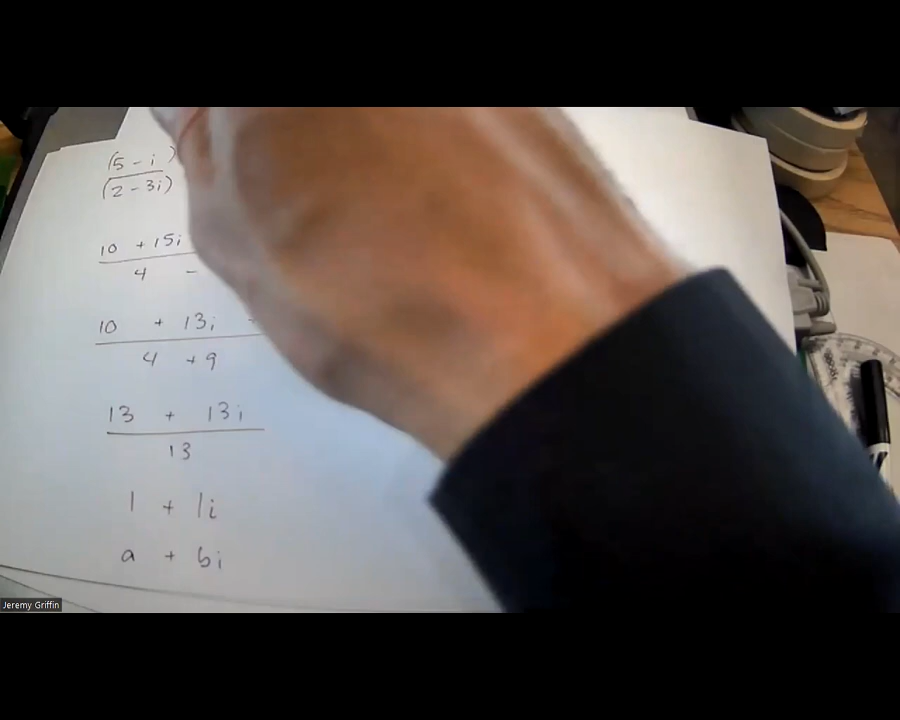 (5 - i)
(2 - 3i)
10 + 15i
4 -
10 + 13i
4 + 9
13 + 13i
13
1 + 1i
a + bi
Jeremy Griffin